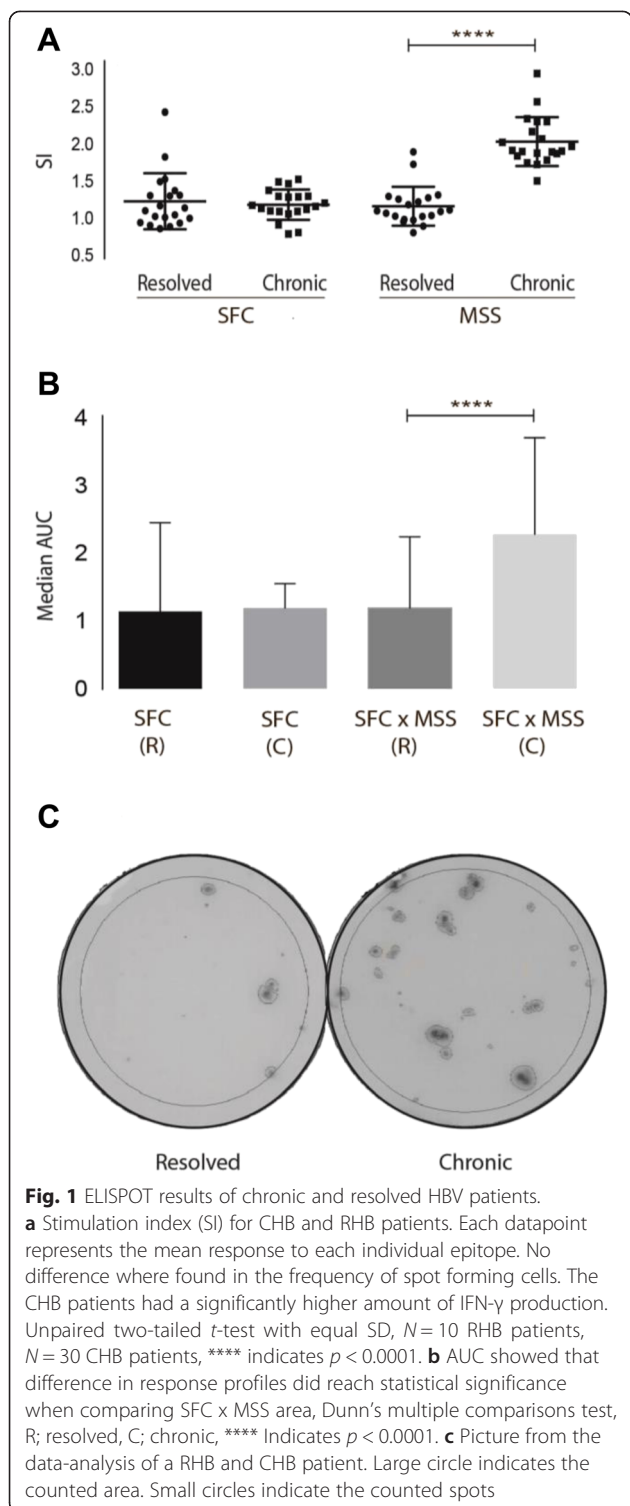 A
****
3.0
2.5
2.0
1.5
1.0
0.5
SI
Resolved Chronic Resolved Chronic
SFC MSS
B
****
4
3
2
1
0
Median AUC
SFC (R)
SFC (C)
SFC x MSS (R)
SFC x MSS (C)
C
Resolved Chronic
Fig. 1 ELISPOT results of chronic and resolved HBV patients.
a Stimulation index (SI) for CHB and RHB patients. Each datapoint
represents the mean response to each individual epitope. No
difference where found in the frequency of spot forming cells. The
CHB patients had a significantly higher amount of IFN-γ production.
Unpaired two-tailed t-test with equal SD, N = 10 RHB patients,
N = 30 CHB patients, **** indicates p < 0.0001. b AUC showed that
difference in response profiles did reach statistical significance
when comparing SFC x MSS area, Dunn's multiple comparisons test,
R; resolved, C; chronic, **** Indicates p < 0.0001. c Picture from the
data-analysis of a RHB and CHB patient. Large circle indicates the
counted area. Small circles indicate the counted spots